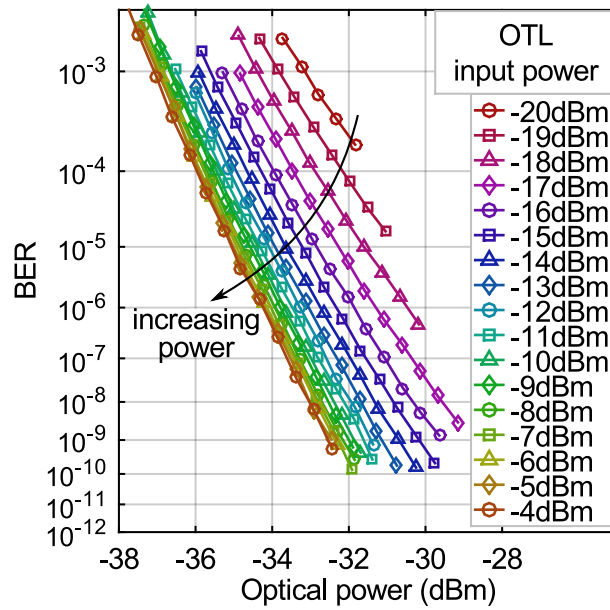 OTL
input power
-20dBm
-19dBm
-18dBm
-17dBm
-16dBm
-15dBm
-14dBm
-13dBm
-12dBm
-11dBm
-10dBm
-9dBm
-8dBm
-7dBm
-6dBm
-5dBm
-4dBm
BER
10⁻³
10⁻⁴
10⁻⁵
10⁻⁶
10⁻⁷
10⁻⁸
10⁻⁹
10⁻¹⁰
10⁻¹¹
10⁻¹²
increasing
power
-38 -36 -34 -32 -30 -28
Optical power (dBm)